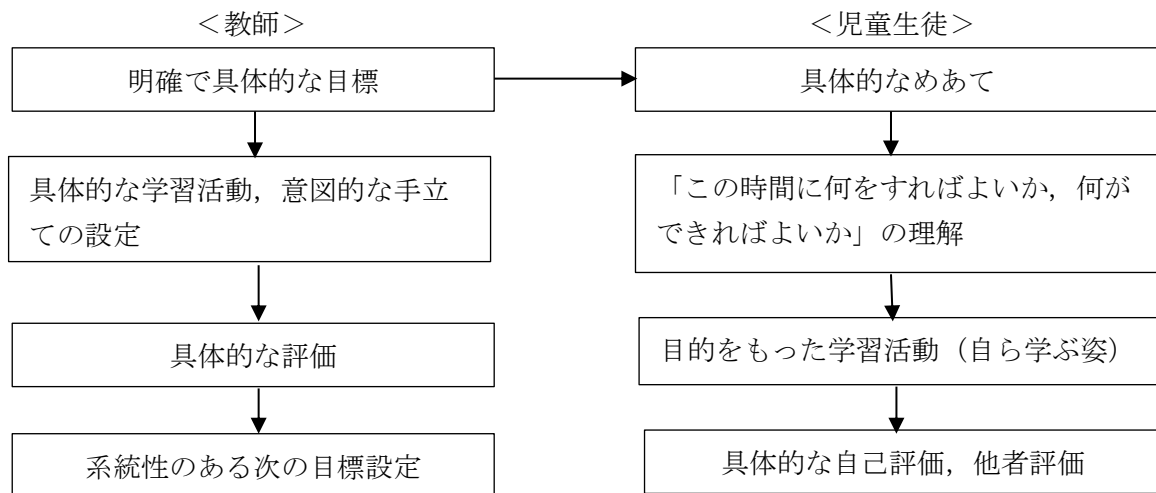 ＜教師＞
明確で具体的な目標
具体的な学習活動，意図的な手立
ての設定
具体的な評価
系統性のある次の目標設定
＜児童生徒＞
具体的なめあて
「この時間に何をすればよいか，何が
できればよいか」の理解
目的をもった学習活動（自ら学ぶ姿）
具体的な自己評価，他者評価